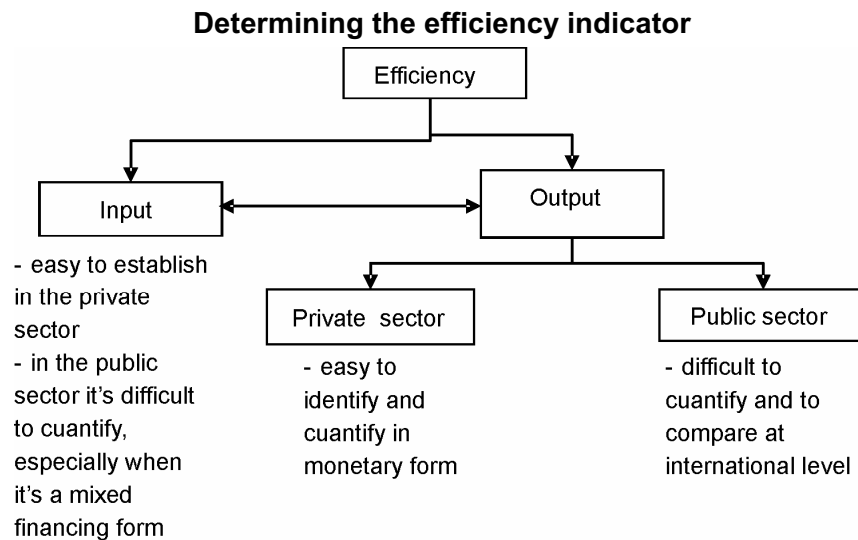 Determining the efficiency indicator
Efficiency
Input
Output
- easy to establish
in the private
sector
- in the public
sector it's difficult
to cuantify,
especially when
it's a mixed
financing form
Private sector
- easy to
identify and
cuantify in
monetary form
Public sector
- difficult to
cuantify and to
compare at
international level